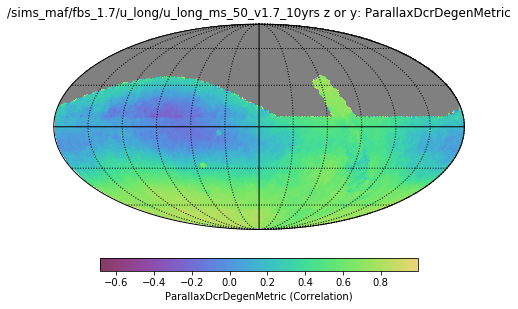 /sims_maf/fbs_1.7/u_long/u_long_ms_50_v1.7_10yrs z or y: ParallaxDcrDegenMetric
−0.6 −0.4 −0.2 0.0 0.2 0.4 0.6 0.8
ParallaxDcrDegenMetric (Correlation)